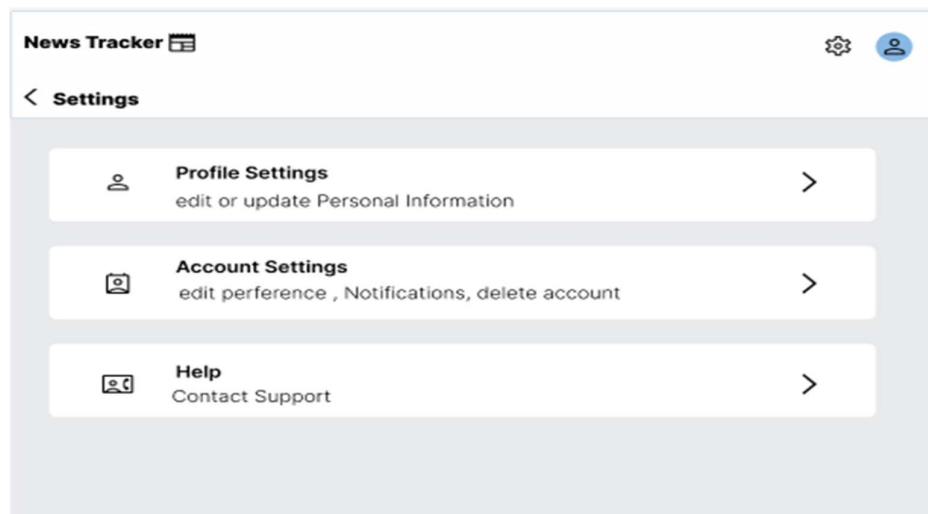 News Tracker
Settings
Profile Settings
edit or update Personal Information
Account Settings
edit perference , Notifications, delete account
Help
Contact Support